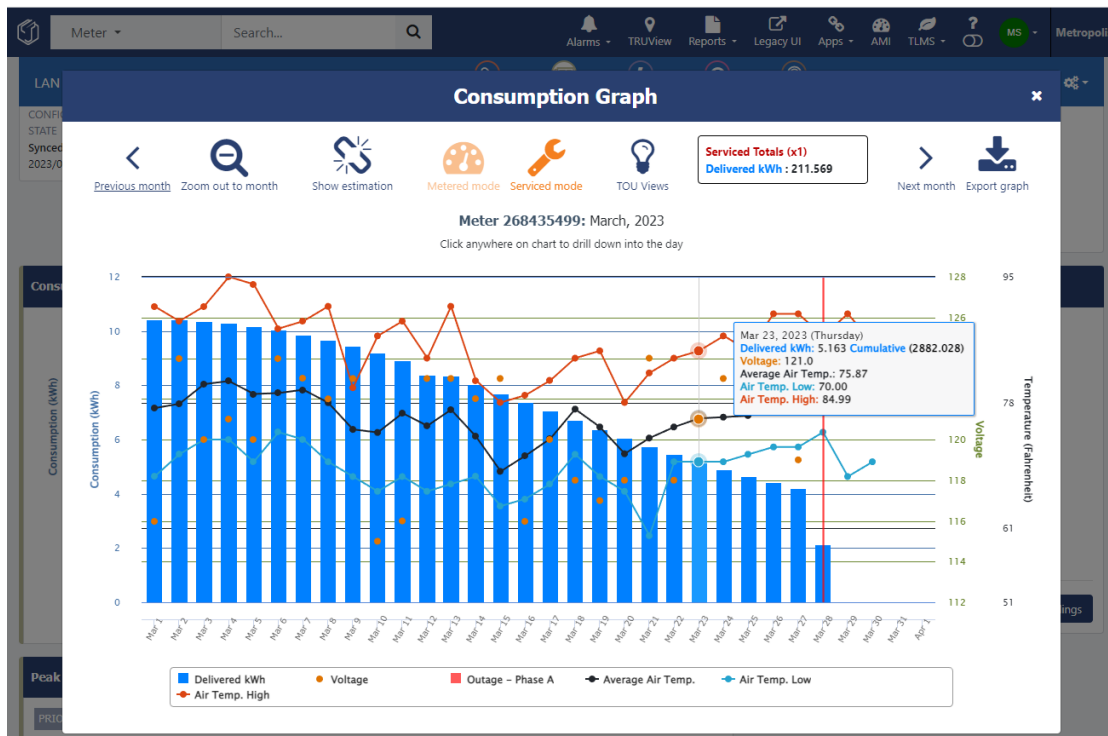 Meter
Search...
Alarms
TRUView
Reports
Legacy UI
Apps
AMI
TLMS
?
MS
Metropoli
LAN
CONFI
STATE
Synced
2023/0
Consumption Graph
Previous month
Zoom out to month
Show estimation
Metered mode
Serviced mode
TOU Views
Serviced Totals (x1)
Delivered kWh : 211.569
Next month
Export graph
Meter 268435499: March, 2023
Click anywhere on chart to drill down into the day
Cons
Consumption (kWh)
Consumption (kWh)
12
10
8
6
4
2
0
128
126
120
118
116
114
112
Voltage
95
78
61
51
Temperature (Fahrenheit)
Mar 23, 2023 (Thursday)
Delivered kWh: 5.163 Cumulative (2882.028)
Voltage: 121.0
Average Air Temp.: 75.87
Air Temp. Low: 70.00
Air Temp. High: 84.99
Mar 1
Mar 2
Mar 3
Mar 4
Mar 5
Mar 6
Mar 7
Mar 8
Mar 9
Mar 10
Mar 11
Mar 12
Mar 13
Mar 14
Mar 15
Mar 16
Mar 17
Mar 18
Mar 19
Mar 20
Mar 21
Mar 22
Mar 23
Mar 24
Mar 25
Mar 26
Mar 27
Mar 28
Mar 29
Mar 30
Mar 31
Apr 1
dings
Delivered kWh
Voltage
Outage - Phase A
Average Air Temp.
Air Temp. Low
Air Temp. High
Peak
PRIO